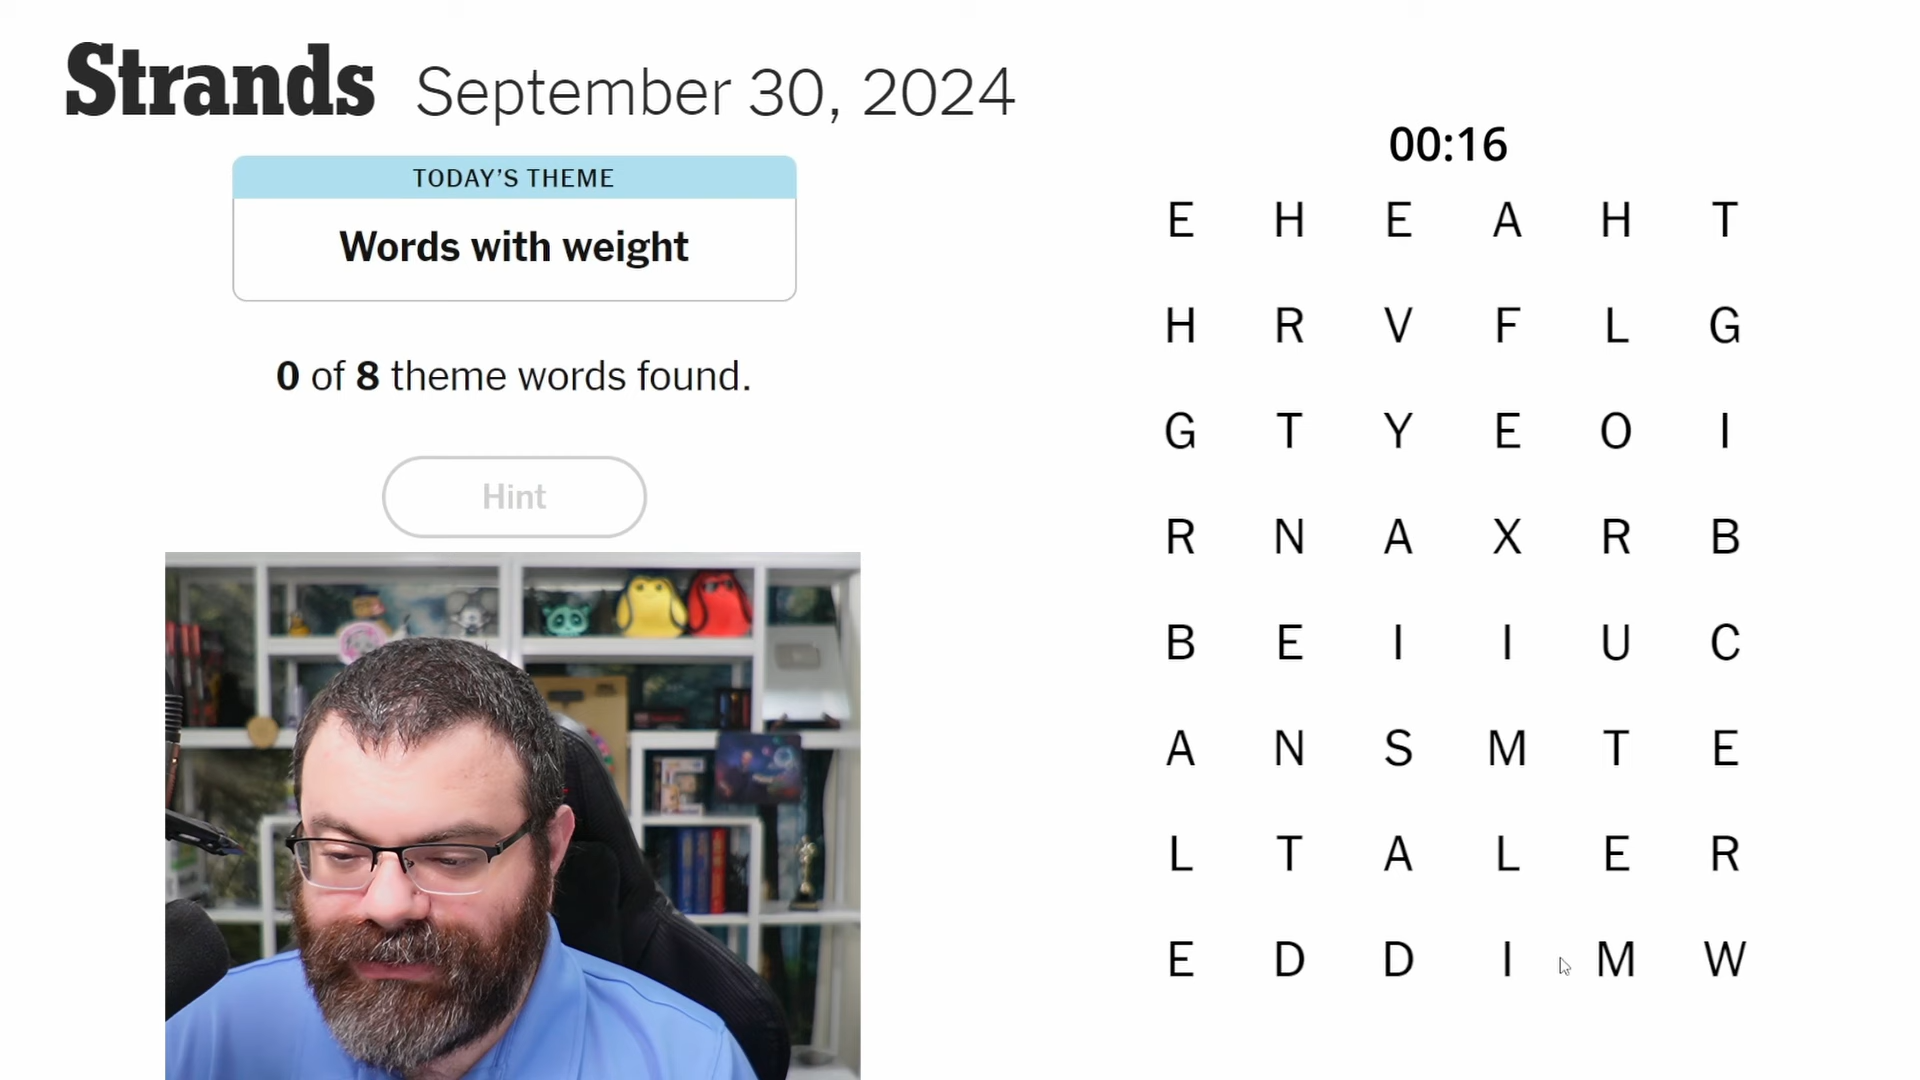 Strands September 30, 2024
TODAY'S THEME
Words with weight
0 of 8 theme words found.
Hint
00:16
E H E A H T
H R V F L G
G T Y E O I
R N A X R B
B E I I U C
A N S M T E
L T A L E R
E D D I M W